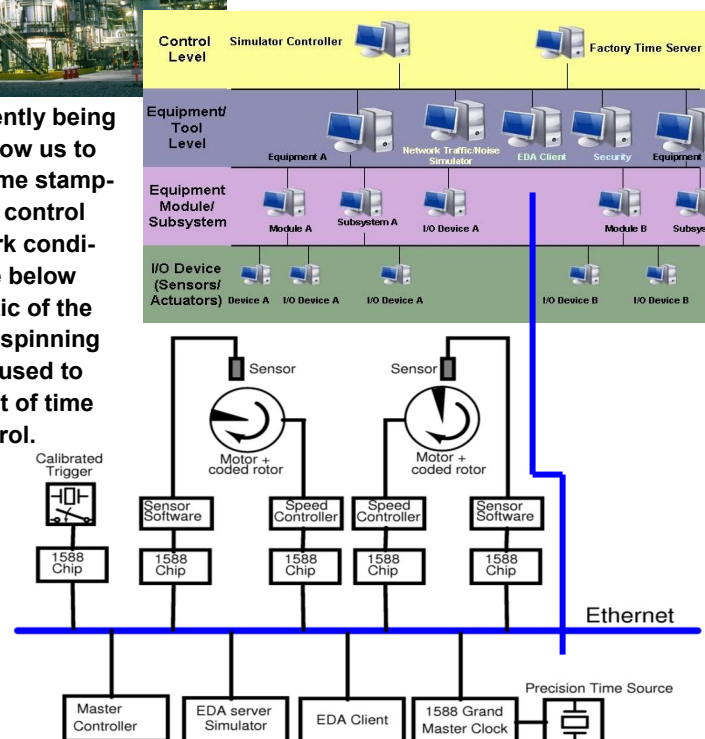 Control
Level
Simulator Controller
Factory Time Server
Equipment/
Tool
Level
Equipment A
Network Traffic/Noise
Simulator
EDA Client
Security
Equipment
Equipment
Module/
Subsystem
Module A
Subsystem A
I/O Device A
Module B
Subsys
I/O Device
(Sensors/
Actuators)
Device A
I/O Device A
I/O Device A
I/O Device B
I/O Device B
ently being
ow us to
me stamp-
control
rk condi-
e below
tic of the
spinning
used to
t of time
rol.
Sensor
Sensor
Motor +
coded rotor
Motor +
coded rotor
Calibrated
Trigger
Sensor
Software
Speed
Controller
Speed
Controller
Sensor
Software
1588
Chip
1588
Chip
1588
Chip
1588
Chip
1588
Chip
Ethernet
Master
Controller
EDA server
Simulator
EDA Client
1588 Grand
Master Clock
Precision Time Source